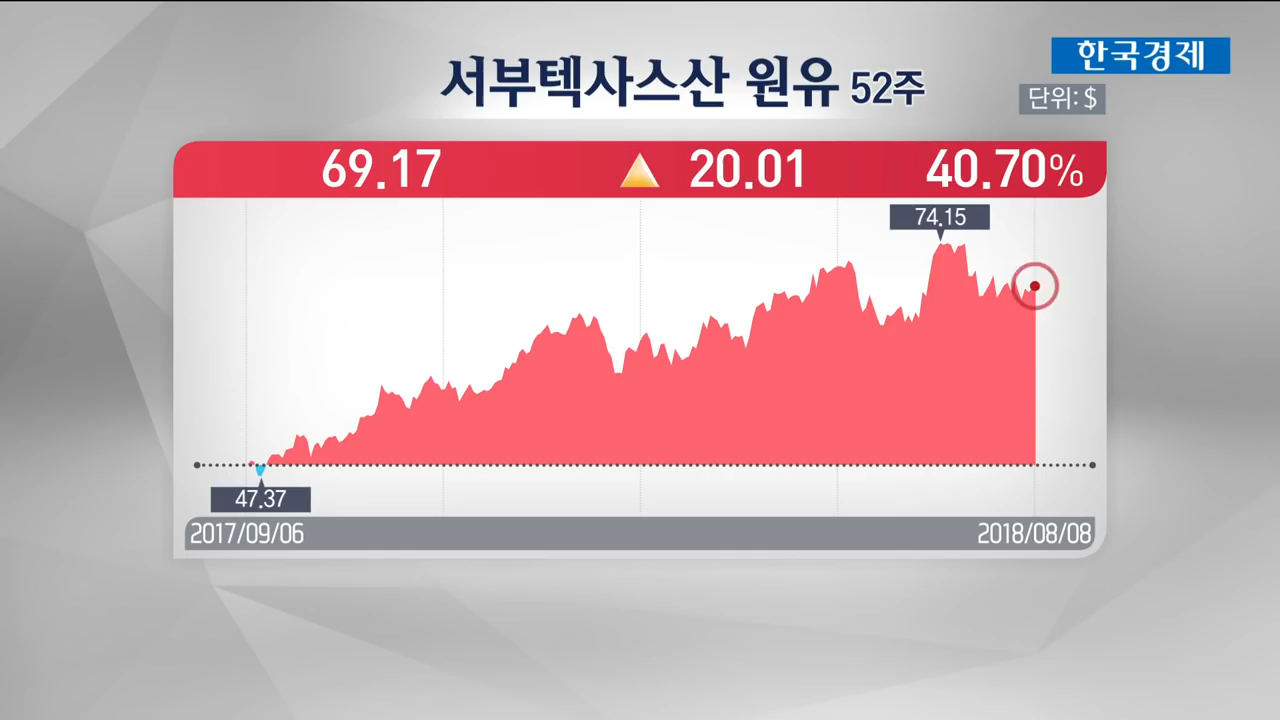 서부텍사스산 원유 52주
한국경제
단위: $
69.17 ▲ 20.01 40.70%
74.15
47.37
2017/09/06 2018/08/08